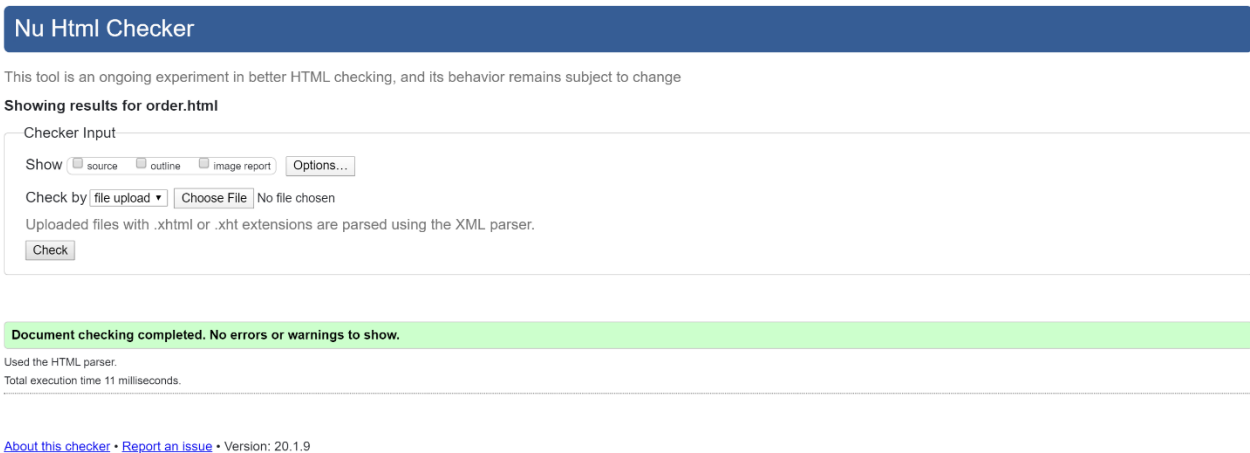 Nu Html Checker
This tool is an ongoing experiment in better HTML checking, and its behavior remains subject to change
Showing results for order.html
Checker Input
Show source outline image report Options...
Check by file upload Choose File No file chosen
Uploaded files with .xhtml or .xht extensions are parsed using the XML parser.
Check
Document checking completed. No errors or warnings to show.
Used the HTML parser.
Total execution time 11 milliseconds.
About this checker • Report an issue • Version: 20.1.9